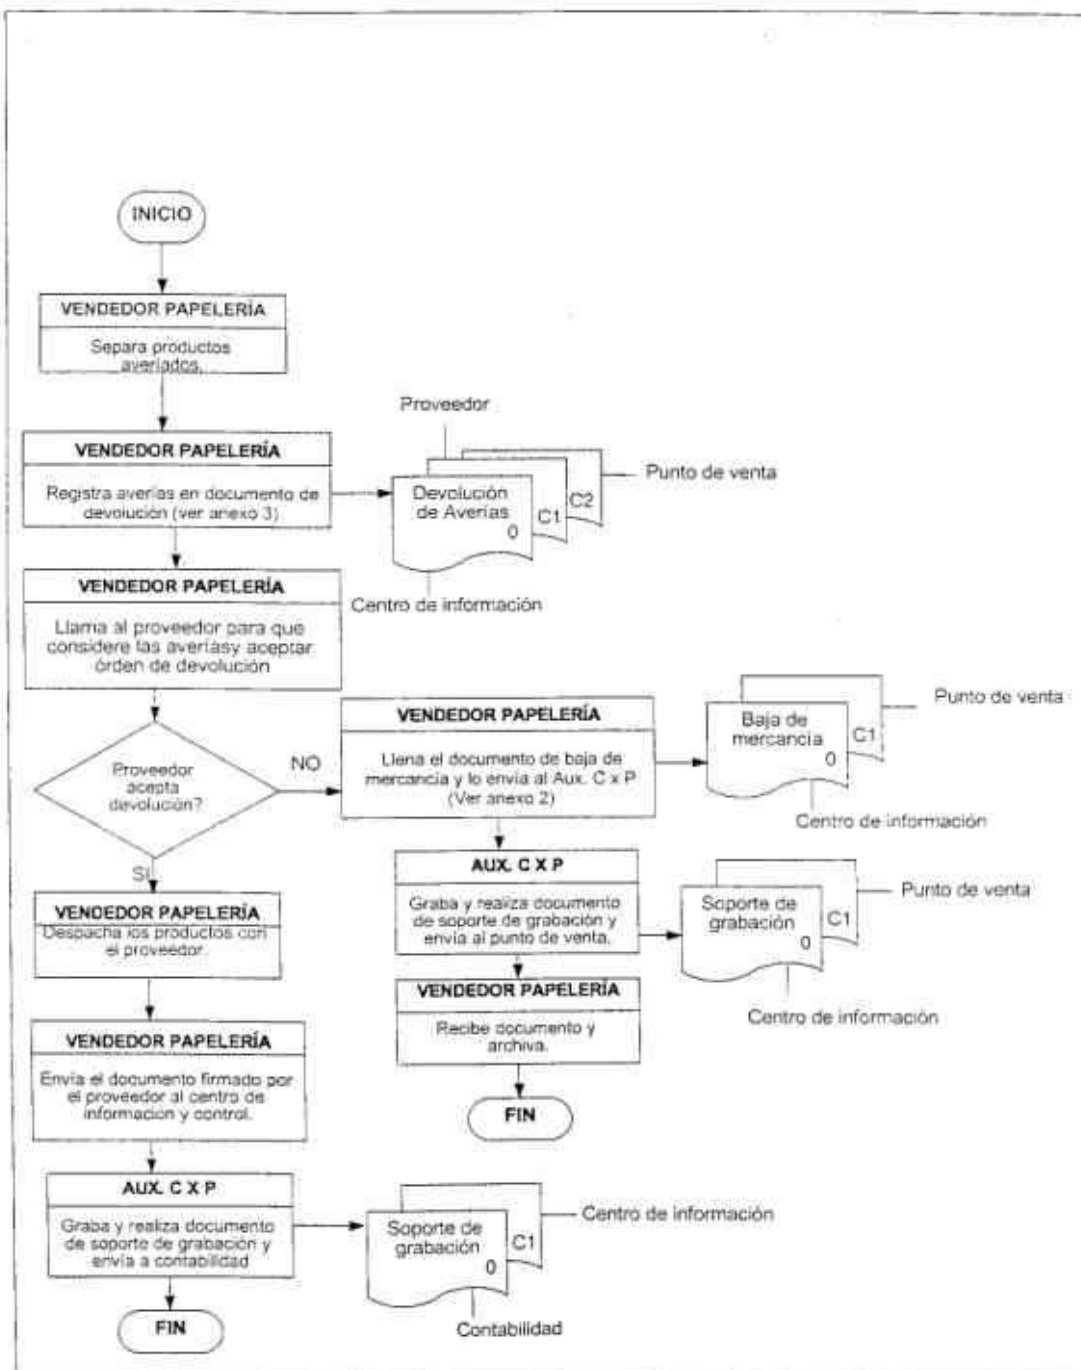 INICIO
VENDEDOR PAPELERÍA
Separa productos
averiados.
VENDEDOR PAPELERÍA
Registra averías en documento de
devolución (ver anexo 3)
Proveedor
Devolución
de Averías
0
C1
C2
Punto de venta
Centro de información
VENDEDOR PAPELERÍA
Llama al proveedor para que
considere las averíasy aceptar
órden de devolución
Proveedor
acepta
devolución?
NO
SI
VENDEDOR PAPELERÍA
Llena el documento de baja de
mercancia y lo envía al Aux. C x P
(Ver anexo 2)
Baja de
mercancia
0
C1
Punto de venta
Centro de información
AUX. C X P
Graba y realiza documento
de soporte de grabación y
envía al punto de venta.
Soporte de
grabación
0
C1
Punto de venta
Centro de información
VENDEDOR PAPELERÍA
Recibe documento y
archiva.
FIN
VENDEDOR PAPELERÍA
Despacha los productos con
el proveedor.
VENDEDOR PAPELERÍA
Envía el documento firmado por
el proveedor al centro de
información y control.
AUX. C X P
Graba y realiza documento
de soporte de grabación y
envía a contabilidad
Soporte de
grabación
0
C1
Centro de información
Contabilidad
FIN